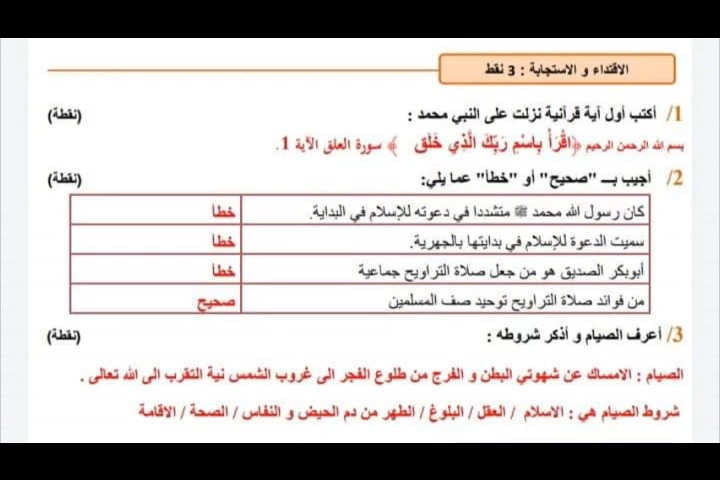 الاقتداء و الاستجابة : 3 نقط
1/ أكتب أول آية قرآنية نزلت على النبي محمد : (نقطة)
بسم الله الرحمن الرحيم ﴿اقْرَأْ بِاسْمِ رَبِّكَ الَّذِي خَلَقَ ﴾ سورة العلق الآية 1.
2/ أجيب بـــ "صحيح" أو "خطأ" عما يلي: (نقطة)
كان رسول الله محمد ﷺ متشددا في دعوته للإسلام في البداية. خطأ
سميت الدعوة للإسلام في بدايتها بالجهرية. خطأ
أبوبكر الصديق هو من جعل صلاة التراويح جماعية خطأ
من فوائد صلاة التراويح توحيد صف المسلمين صحيح
3/ أعرف الصيام و أذكر شروطه : (نقطة)
الصيام : الامساك عن شهوتي البطن و الفرج من طلوع الفجر الى غروب الشمس نية التقرب الى الله تعالى .
شروط الصيام هي : الاسلام / العقل / البلوغ / الطهر من دم الحيض و النفاس / الصحة / الاقامة